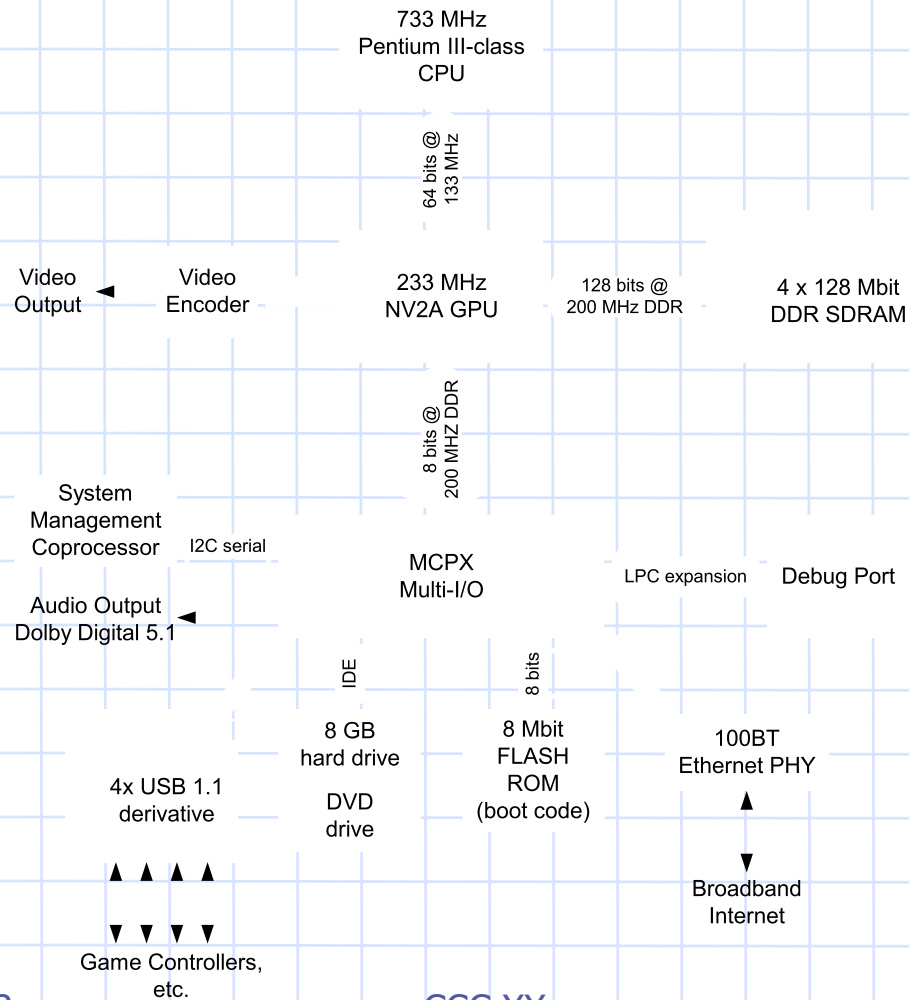 733 MHz
Pentium III-class
CPU
64 bits @
133 MHz
Video
Output
Video
Encoder
233 MHz
NV2A GPU
128 bits @
200 MHz DDR
4 x 128 Mbit
DDR SDRAM
8 bits @
200 MHZ DDR
System
Management
Coprocessor
I2C serial
MCPX
Multi-I/O
LPC expansion
Debug Port
Audio Output
Dolby Digital 5.1
IDE
8 bits
4x USB 1.1
derivative
8 GB
hard drive
DVD
drive
8 Mbit
FLASH
ROM
(boot code)
100BT
Ethernet PHY
Broadband
Internet
Game Controllers,
etc.